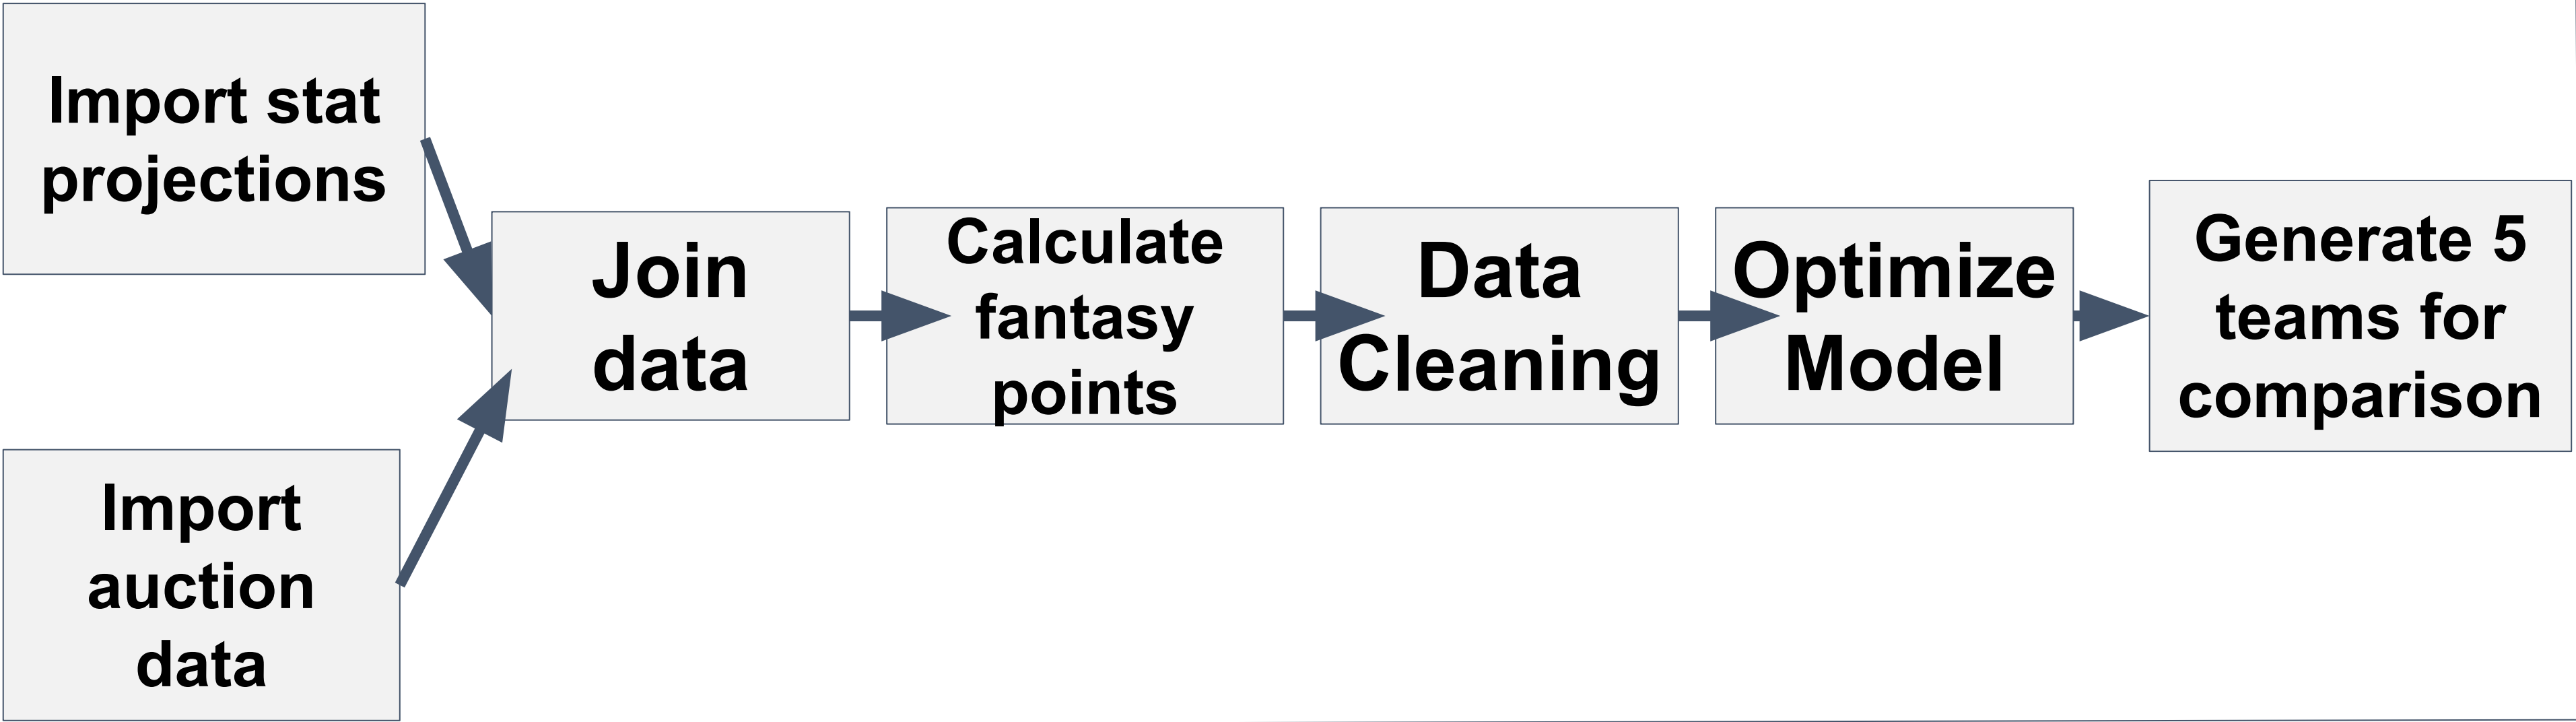 Import stat
projections
Import
auction
data
Join
data
Calculate
fantasy
points
Data
Cleaning
Optimize
Model
Generate 5
teams for
comparison